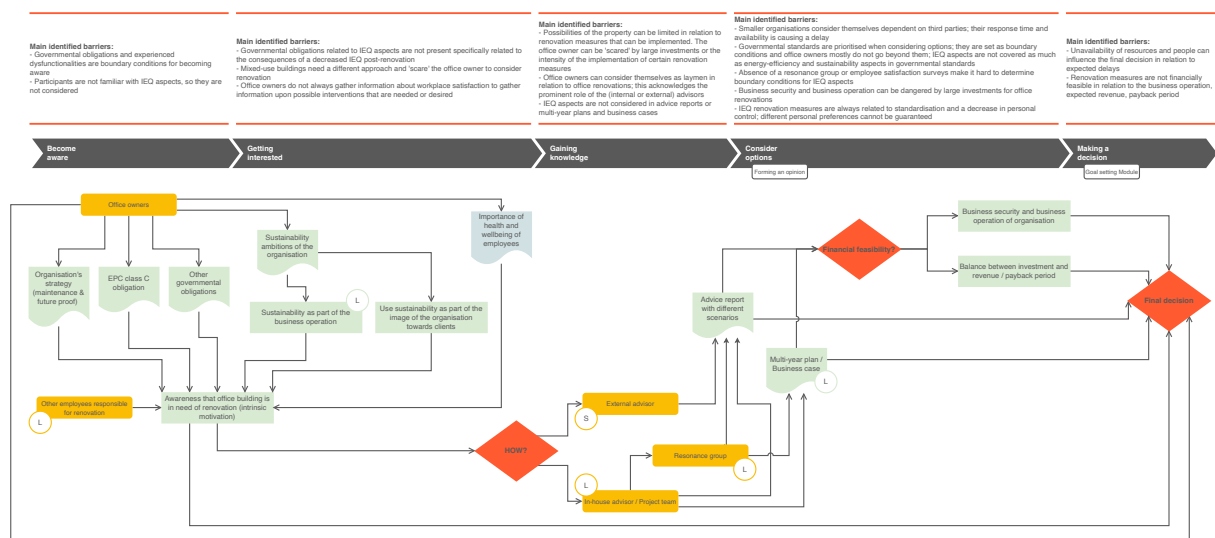 Main identified barriers:
- Governmental obligations and experienced
dysfunctionalities are boundary conditions for becoming
aware
- Participants are not familiar with IEQ aspects, so they are
not considered
Main identified barriers:
- Governmental obligations related to IEQ aspects are not present specifically related to
the consequences of a decreased IEQ post-renovation
- Mixed-use buildings need a different approach and 'scare' the office owner to consider
renovation
- Office owners do not always gather information about workplace satisfaction to gather
information upon possible interventions that are needed or desired
Main identified barriers:
- Possibilities of the property can be limited in relation to
renovation measures that can be implemented. The
office owner can be 'scared' by large investments or the
intensity of the implementation of certain renovation
measures
- Office owners can consider themselves as laymen in
relation to office renovations; this acknowledges the
prominent role of the (internal or external) advisors
- IEQ aspects are not considered in advice reports or
multi-year plans and business cases
Main identified barriers:
- Smaller organisations consider themselves dependent on third parties; their response time and
availability is causing a delay
- Governmental standards are prioritised when considering options; they are set as boundary
conditions and office owners mostly do not go beyond them; IEQ aspects are not covered as much
as energy-efficiency and sustainability aspects in governmental standards
- Absence of a resonance group or employee satisfaction surveys make it hard to determine
boundary conditions for IEQ aspects
- Business security and business operation can be dangered by large investments for office
renovations
- IEQ renovation measures are always related to standardisation and a decrease in personal
control; different personal preferences cannot be guaranteed
Main identified barriers:
- Unavailability of resources and people can
influence the final decision in relation to
expected delays
- Renovation measures are not financially
feasible in relation to the business operation,
expected revenue, payback period
Become
aware
Getting
interested
Gaining
knowledge
Consider
options
Making a
decision
Forming an opinion
Goal setting Module
Office owners
Organisation's
strategy
(maintenance &
future proof)
EPC class C
obligation
Other
governmental
obligations
Sustainability
ambitions of the
organisation
Importance of
health and
wellbeing of
employees
Sustainability as part of the
business operation
L
Use sustainability as part of the
image of the organisation
towards clients
Other employees responsible
for renovation
L
Awareness that office building is
in need of renovation (intrinsic
motivation)
HOW?
External advisor
S
Resonance group
L
L
In-house advisor / Project team
Advice report
with different
scenarios
Multi-year plan /
Business case
L
Financial feasibility?
Business security and business
operation of organisation
Balance between investment and
revenue / payback period
Final decision